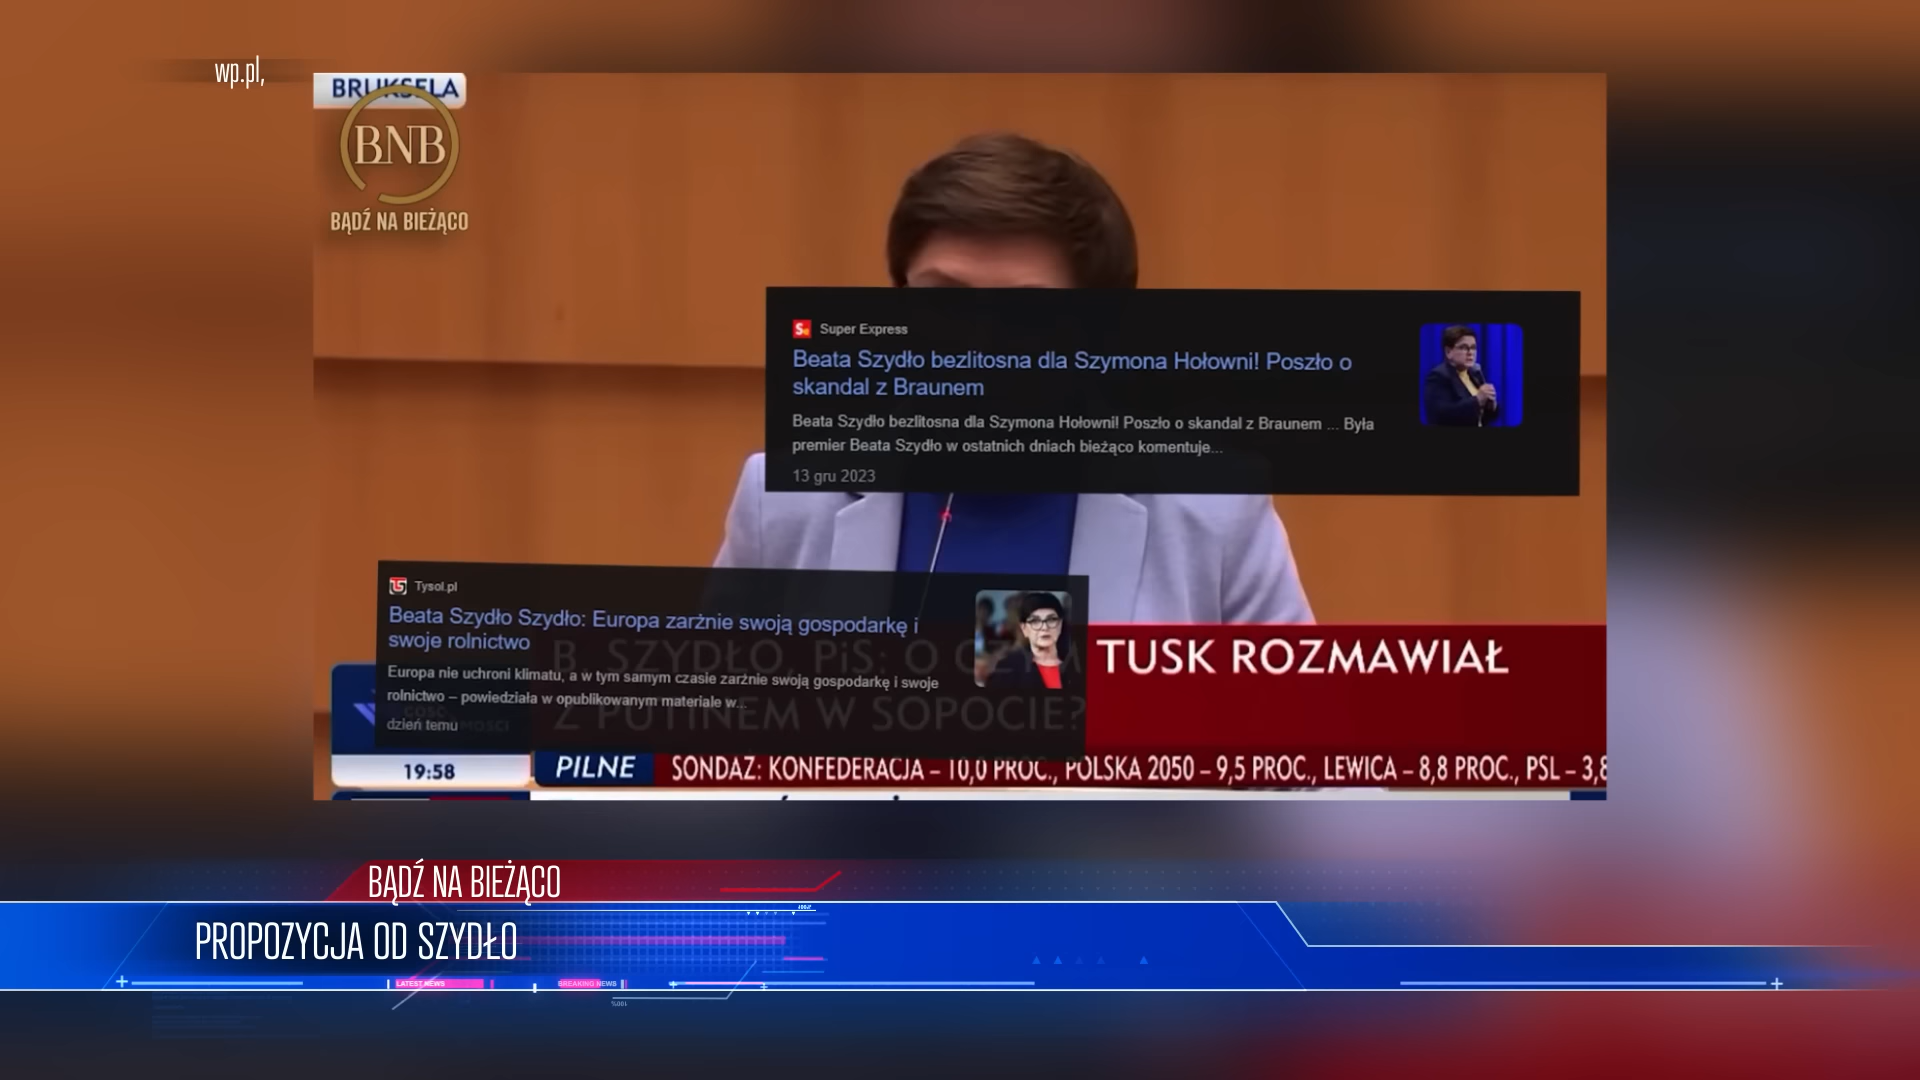 wp.pl,
BRUKSELA
BNB
BĄDŹ NA BIEŻĄCO
Super Express
Beata Szydło bezlitosna dla Szymona Hołowni! Poszło o
skandal z Braunem
Beata Szydło bezlitosna dla Szymona Hołowni! Poszło o skandal z Braunem ... Była
premier Beata Szydło w ostatnich dniach bieżąco komentuje...
13 gru 2023
Tysol.pl
Beata Szydło Szydło: Europa zarżnie swoją gospodarkę i
swoje rolnictwo
Europa nie uchroni klimatu, a w tym samym czasie zarżnie swoją gospodarkę i swoje
rolnictwo – powiedziała w opublikowanym materiale w...
dzień temu
B. SZYDŁO, PiS: O CZYM TUSK ROZMAWIAŁ
Z PUTINEM W SOPOCIE?
19:58
PILNE
SONDAŻ: KONFEDERACJA – 10,0 PROC., POLSKA 2050 – 9,5 PROC., LEWICA – 8,8 PROC., PSL – 3,8
BĄDŹ NA BIEŻĄCO
PROPOZYCJA OD SZYDŁO
LATEST NEWS
BREAKING NEWS